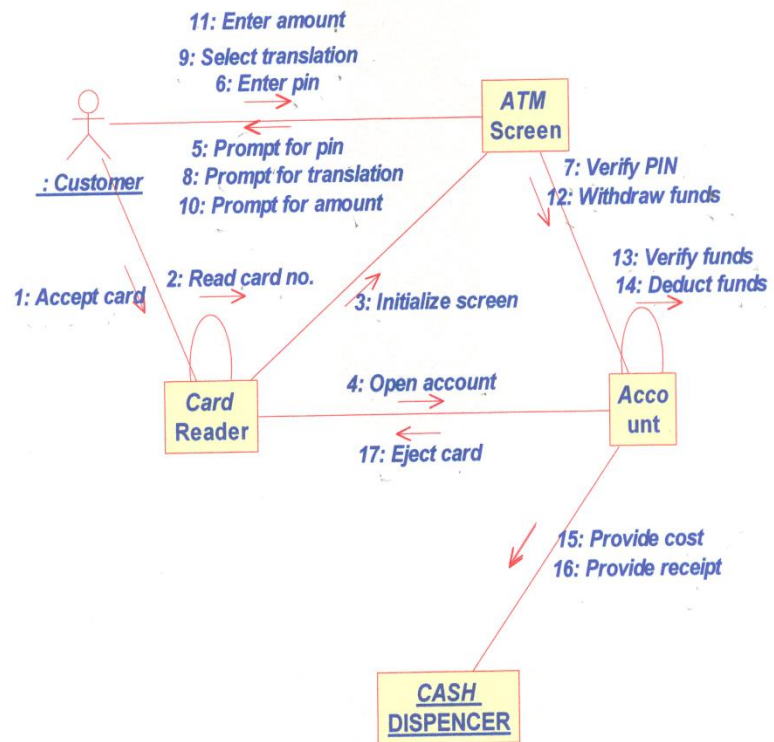 11: Enter amount
9: Select translation
6: Enter pin
ATM
Screen
5: Prompt for pin
8: Prompt for translation
10: Prompt for amount
: Customer
7: Verify PIN
12: Withdraw funds
13: Verify funds
14: Deduct funds
2: Read card no.
1: Accept card
3: Initialize screen
Card
Reader
4: Open account
17: Eject card
Acco
unt
15: Provide cost
16: Provide receipt
CASH
DISPENCER